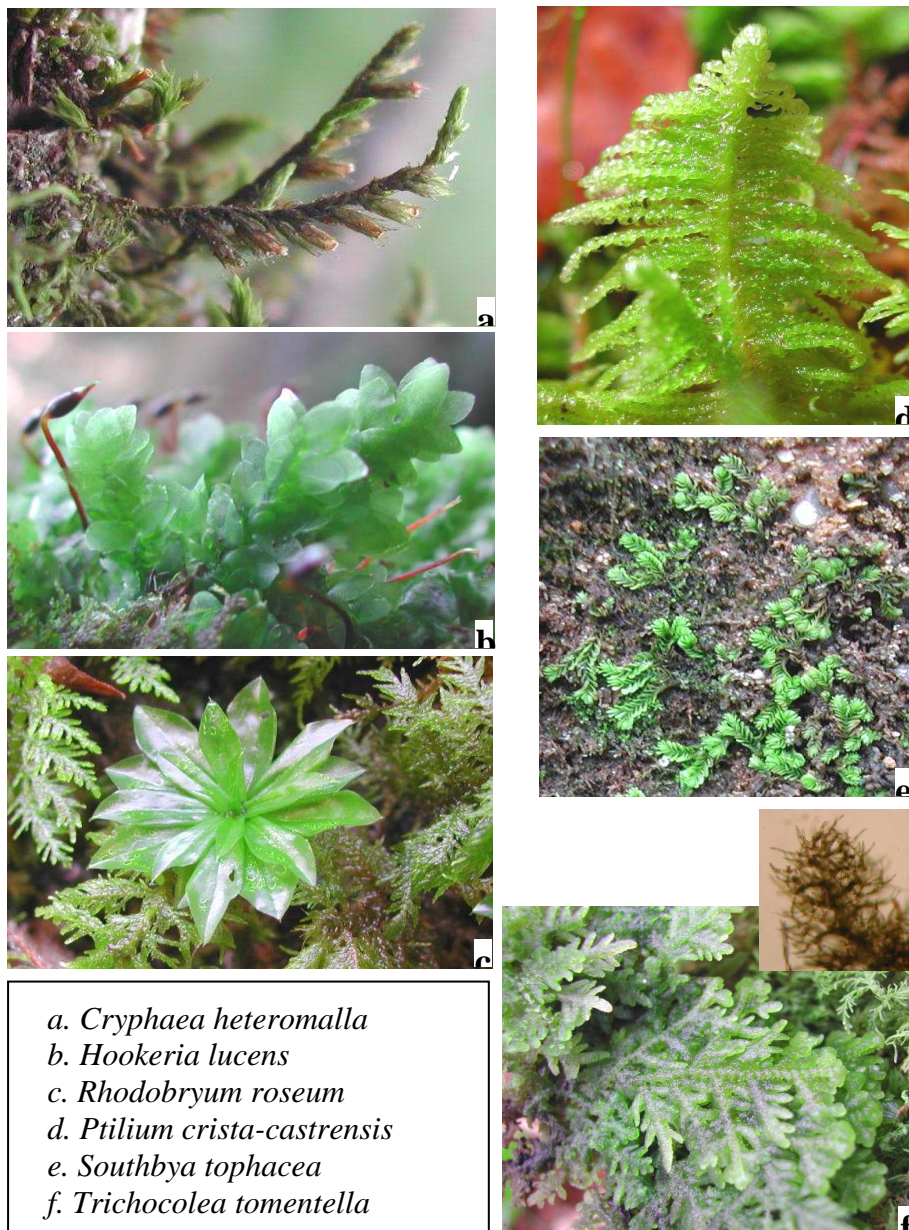 a
b
c
d
e
f
a. Cryphaea heteromalla
b. Hookeria lucens
c. Rhodobryum roseum
d. Ptilium crista-castrensis
e. Southbya tophacea
f. Trichocolea tomentella